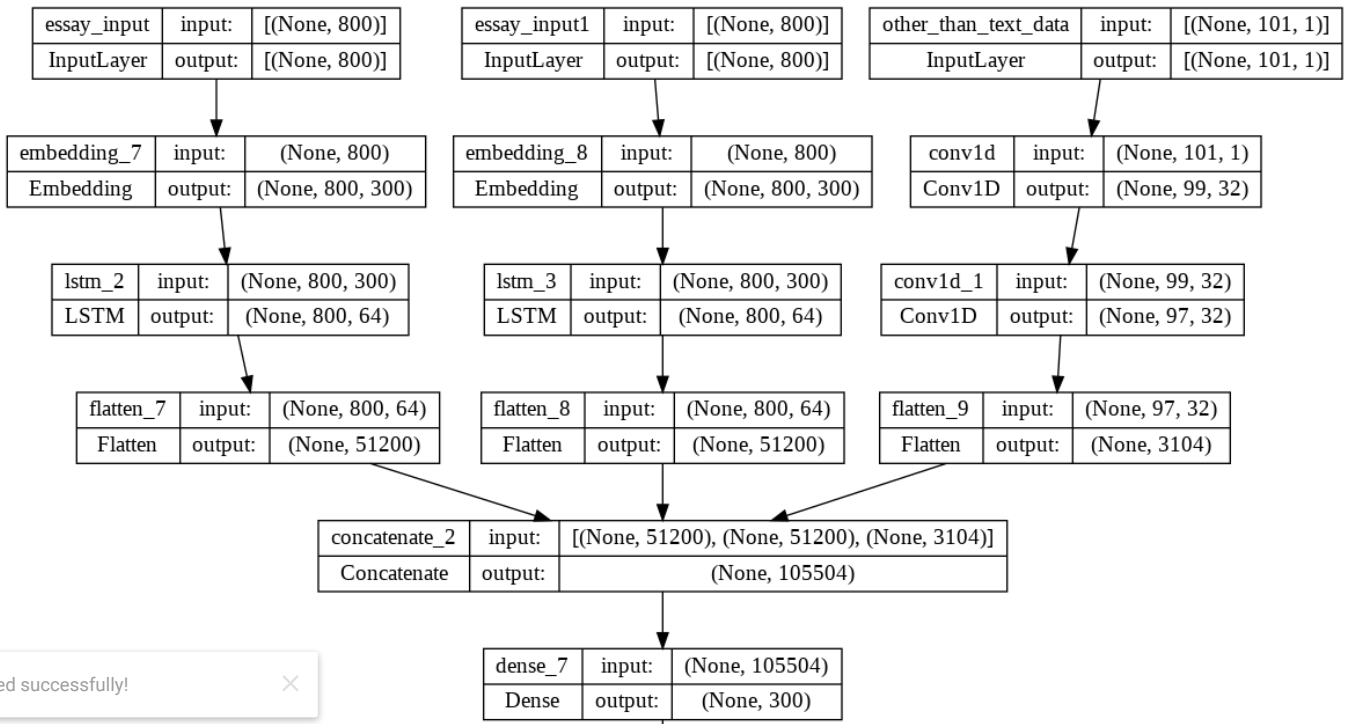 essay_input input: [(None, 800)]
InputLayer output: [(None, 800)]
essay_input1 input: [(None, 800)]
InputLayer output: [(None, 800)]
other_than_text_data input: [(None, 101, 1)]
InputLayer output: [(None, 101, 1)]
embedding_7 input: (None, 800)
Embedding output: (None, 800, 300)
embedding_8 input: (None, 800)
Embedding output: (None, 800, 300)
conv1d input: (None, 101, 1)
Conv1D output: (None, 99, 32)
lstm_2 input: (None, 800, 300)
LSTM output: (None, 800, 64)
lstm_3 input: (None, 800, 300)
LSTM output: (None, 800, 64)
conv1d_1 input: (None, 99, 32)
Conv1D output: (None, 97, 32)
flatten_7 input: (None, 800, 64)
Flatten output: (None, 51200)
flatten_8 input: (None, 800, 64)
Flatten output: (None, 51200)
flatten_9 input: (None, 97, 32)
Flatten output: (None, 3104)
concatenate_2 input: [(None, 51200), (None, 51200), (None, 3104)]
Concatenate output: (None, 105504)
dense_7 input: (None, 105504)
Dense output: (None, 300)
ed successfully!